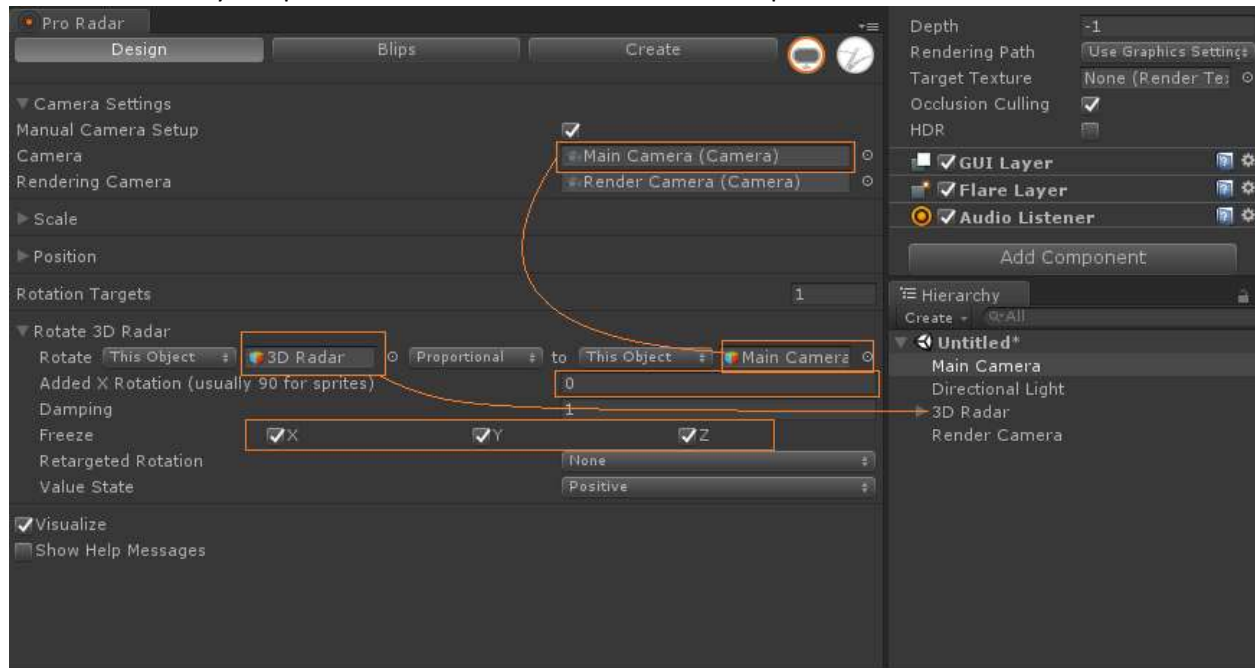 Pro Radar
Design Blips Create
Camera Settings
Manual Camera Setup
Camera Main Camera (Camera)
Rendering Camera Render Camera (Camera)
Scale
Position
Rotation Targets 1
Rotate 3D Radar
Rotate This Object 3D Radar Proportional to This Object Main Camera
Added X Rotation (usually 90 for sprites) 0
Damping 1
Freeze X Y Z
Retargeted Rotation None
Value State Positive
Visualize
Show Help Messages
Depth -1
Rendering Path Use Graphics Settings
Target Texture None (Render Te
Occlusion Culling
HDR
GUI Layer
Flare Layer
Audio Listener
Add Component
Hierarchy
Create All
Untitled*
Main Camera
Directional Light
3D Radar
Render Camera